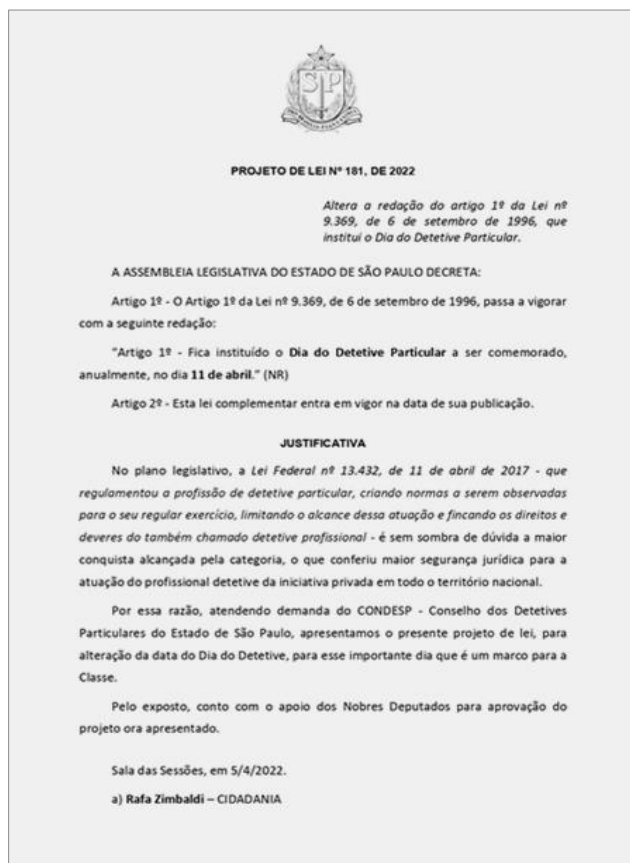 SP
PROJETO DE LEI Nº 181, DE 2022
Altera a redação do artigo 1º da Lei nº
9.369, de 6 de setembro de 1996, que
institui o Dia do Detetive Particular.
A ASSEMBLEIA LEGISLATIVA DO ESTADO DE SÃO PAULO DECRETA:
Artigo 1º - O Artigo 1º da Lei nº 9.369, de 6 de setembro de 1996, passa a vigorar
com a seguinte redação:
“Artigo 1º - Fica instituído o Dia do Detetive Particular a ser comemorado,
anualmente, no dia 11 de abril.” (NR)
Artigo 2º - Esta lei complementar entra em vigor na data de sua publicação.
JUSTIFICATIVA
No plano legislativo, a Lei Federal nº 13.432, de 11 de abril de 2017 - que
regulamentou a profissão de detetive particular, criando normas a serem observadas
para o seu regular exercício, limitando o alcance dessa atuação e fincando os direitos e
deveres do também chamado detetive profissional - é sem sombra de dúvida a maior
conquista alcançada pela categoria, o que conferiu maior segurança jurídica para a
atuação do profissional detetive da iniciativa privada em todo o território nacional.
Por essa razão, atendendo demanda do CONDESP - Conselho dos Detetives
Particulares do Estado de São Paulo, apresentamos o presente projeto de lei, para
alteração da data do Dia do Detetive, para esse importante dia que é um marco para a
Classe.
Pelo exposto, conto com o apoio dos Nobres Deputados para aprovação do
projeto ora apresentado.
Sala das Sessões, em 5/4/2022.
a) Rafa Zimbaldi – CIDADANIA